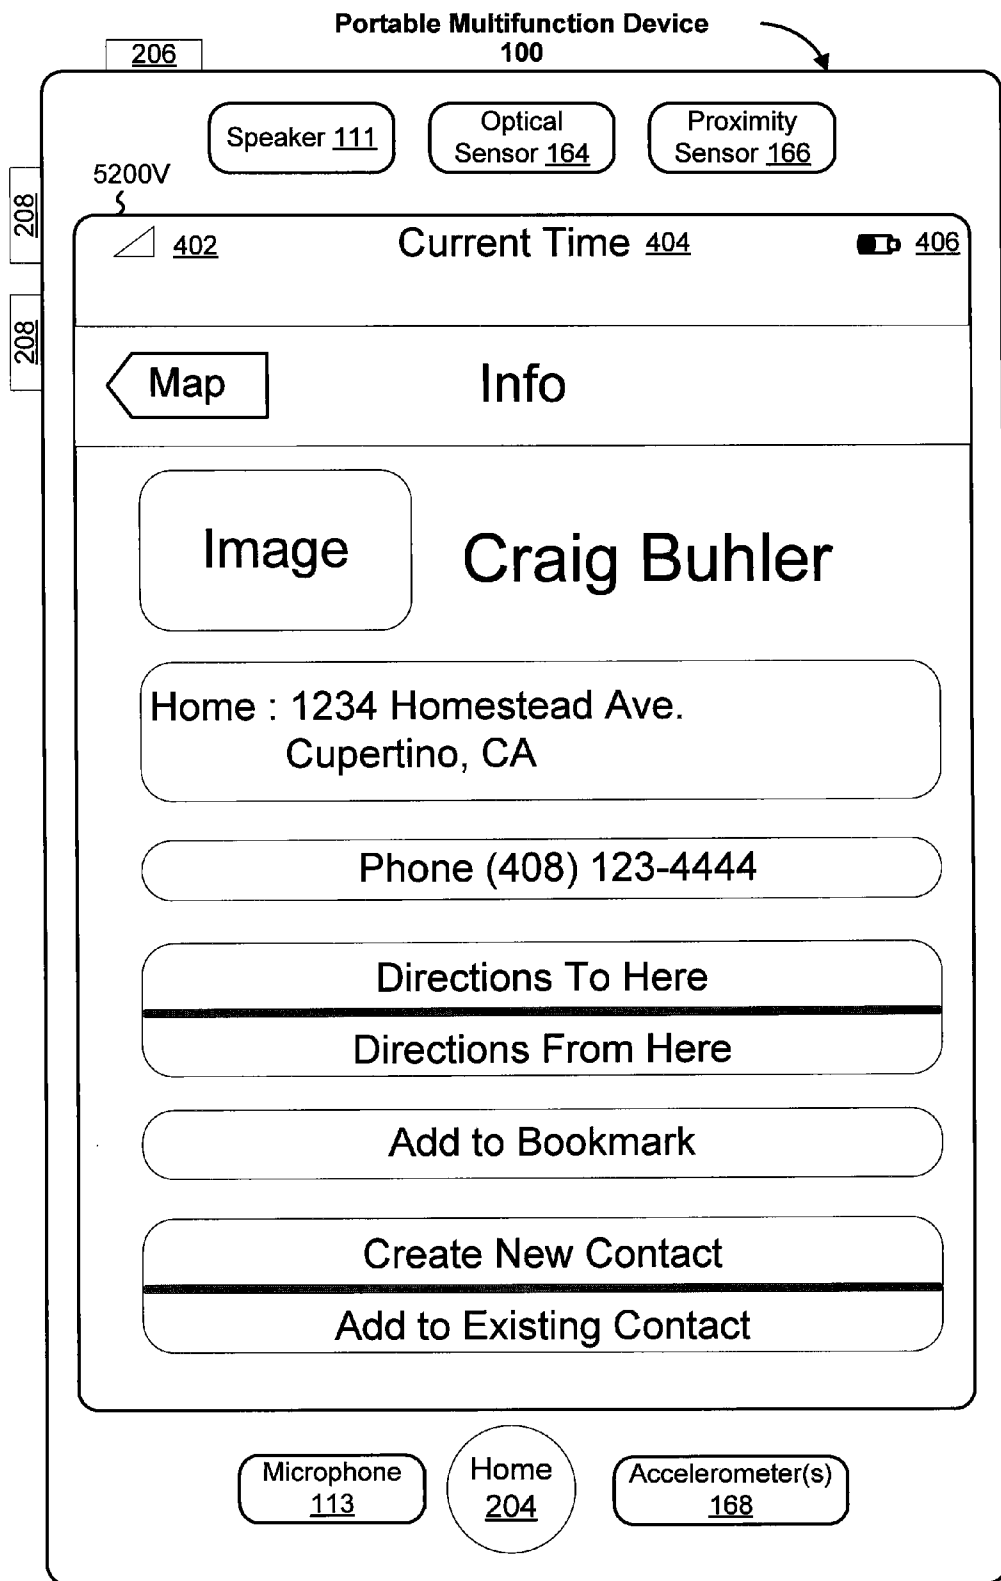 Portable Multifunction Device
100
206
Speaker 111
Optical
Sensor 164
Proximity
Sensor 166
5200V
208
208
402
Current Time 404
406
Map
Info
Image
Craig Buhler
Home : 1234 Homestead Ave.
Cupertino, CA
Phone (408) 123-4444
Directions To Here
Directions From Here
Add to Bookmark
Create New Contact
Add to Existing Contact
Microphone
113
Home
204
Accelerometer(s)
168